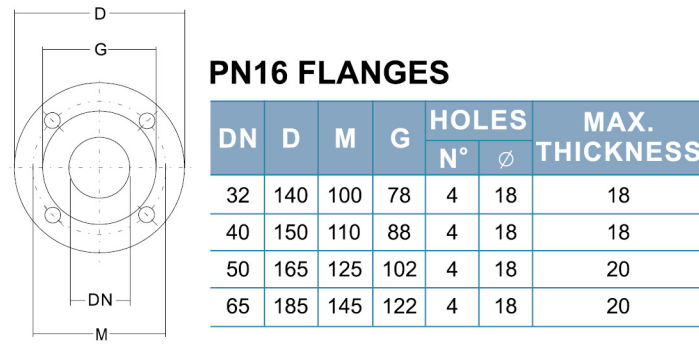 D
G
DN
M
PN16 FLANGES
DN D M G HOLES MAX. THICKNESS
N° ∅
32 140 100 78 4 18 18
40 150 110 88 4 18 18
50 165 125 102 4 18 20
65 185 145 122 4 18 20